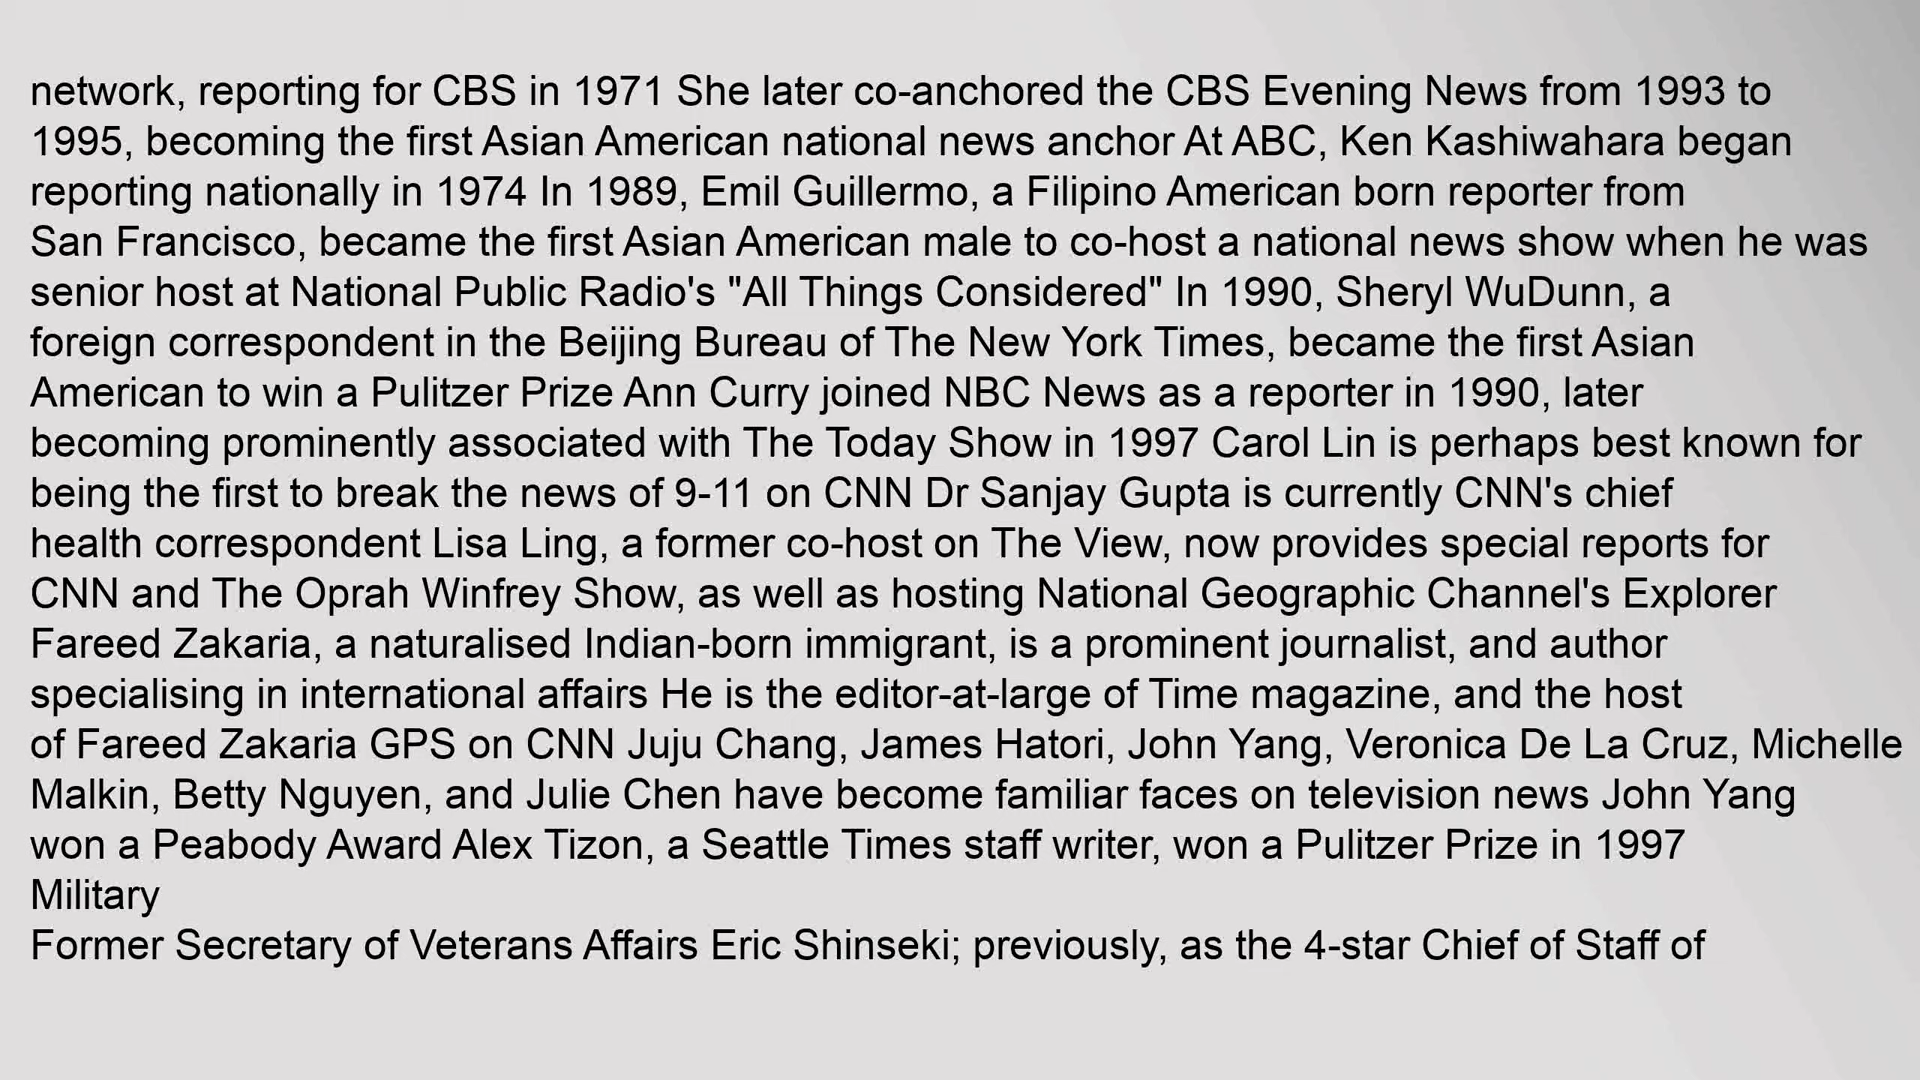 network, reporting for CBS in 1971 She later co-anchored the CBS Evening News from 1993 to
1995, becoming the first Asian American national news anchor At ABC, Ken Kashiwahara began
reporting nationally in 1974 In 1989, Emil Guillermo, a Filipino American born reporter from
San Francisco, became the first Asian American male to co-host a national news show when he was
senior host at National Public Radio's "All Things Considered" In 1990, Sheryl WuDunn, a
foreign correspondent in the Beijing Bureau of The New York Times, became the first Asian
American to win a Pulitzer Prize Ann Curry joined NBC News as a reporter in 1990, later
becoming prominently associated with The Today Show in 1997 Carol Lin is perhaps best known for
being the first to break the news of 9-11 on CNN Dr Sanjay Gupta is currently CNN's chief
health correspondent Lisa Ling, a former co-host on The View, now provides special reports for
CNN and The Oprah Winfrey Show, as well as hosting National Geographic Channel's Explorer
Fareed Zakaria, a naturalised Indian-born immigrant, is a prominent journalist, and author
specialising in international affairs He is the editor-at-large of Time magazine, and the host
of Fareed Zakaria GPS on CNN Juju Chang, James Hatori, John Yang, Veronica De La Cruz, Michelle
Malkin, Betty Nguyen, and Julie Chen have become familiar faces on television news John Yang
won a Peabody Award Alex Tizon, a Seattle Times staff writer, won a Pulitzer Prize in 1997
Military
Former Secretary of Veterans Affairs Eric Shinseki; previously, as the 4-star Chief of Staff of